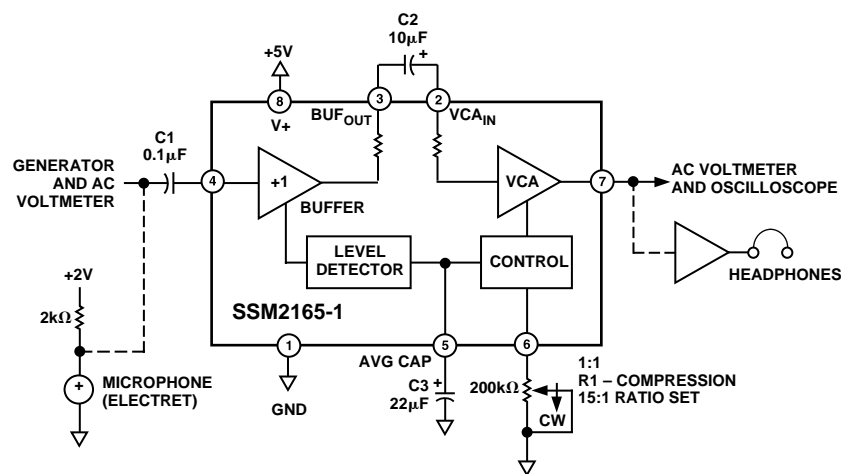 C2
10μF
+
+5V
8
V+
3
BUFOUT
2
VCAIN
C1
0.1μF
GENERATOR
AND AC
VOLTMETER
4
+1
BUFFER
VCA
7
AC VOLTMETER
AND OSCILLOSCOPE
LEVEL
DETECTOR
CONTROL
HEADPHONES
+2V
2kΩ
SSM2165-1
1
GND
AVG CAP
5
6
+
MICROPHONE
(ELECTRET)
C3
+
22μF
200kΩ
CW
1:1
R1 – COMPRESSION
15:1 RATIO SET